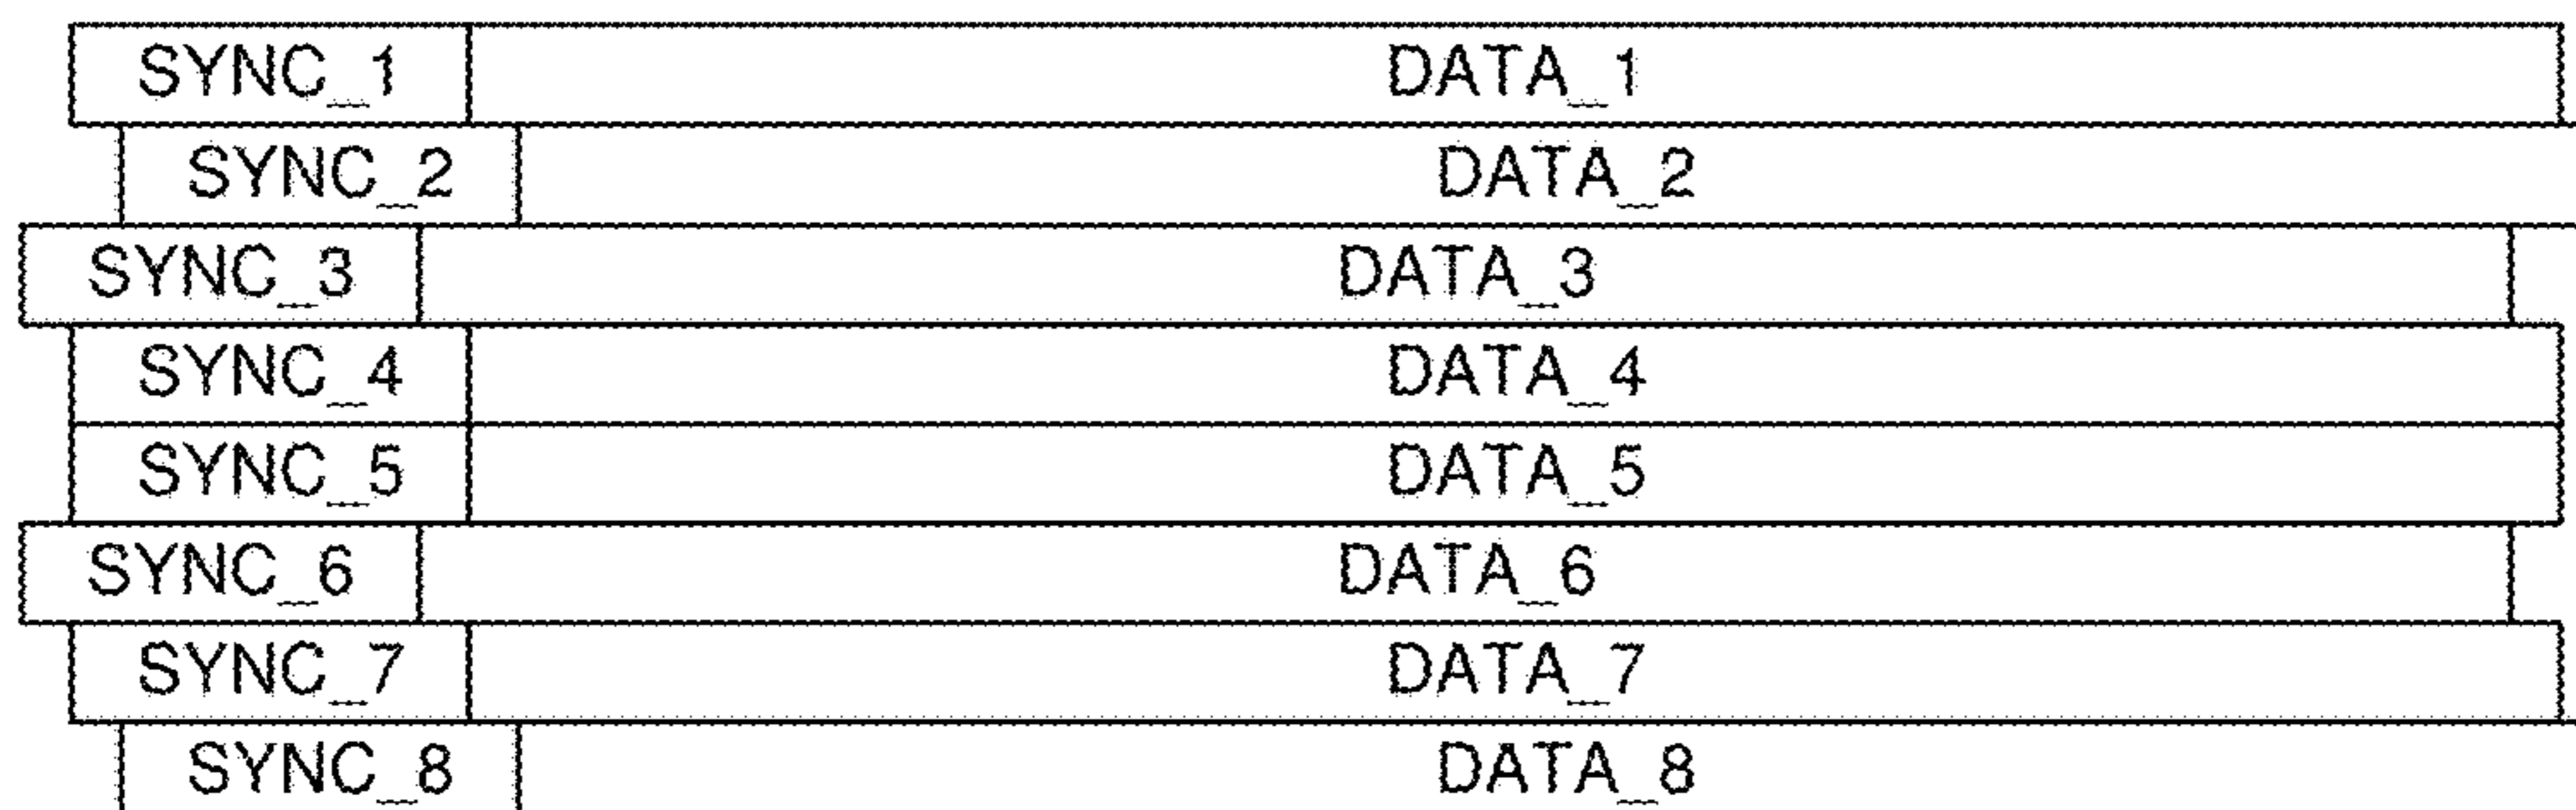 SYNC_1 DATA_1
SYNC_2 DATA_2
SYNC_3 DATA_3
SYNC_4 DATA_4
SYNC_5 DATA_5
SYNC_6 DATA_6
SYNC_7 DATA_7
SYNC_8 DATA_8